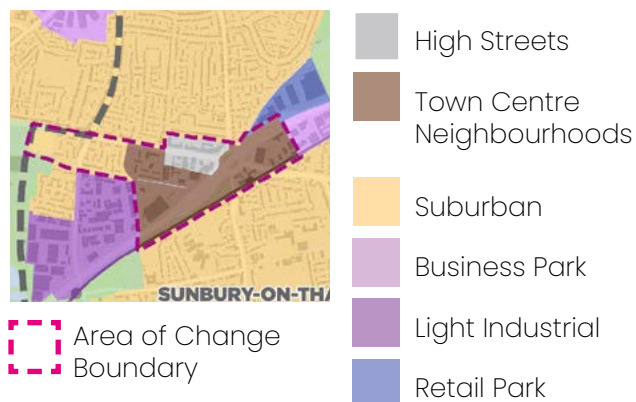 SUNBURY-ON-THA
Area of Change
Boundary
High Streets
Town Centre
Neighbourhoods
Suburban
Business Park
Light Industrial
Retail Park